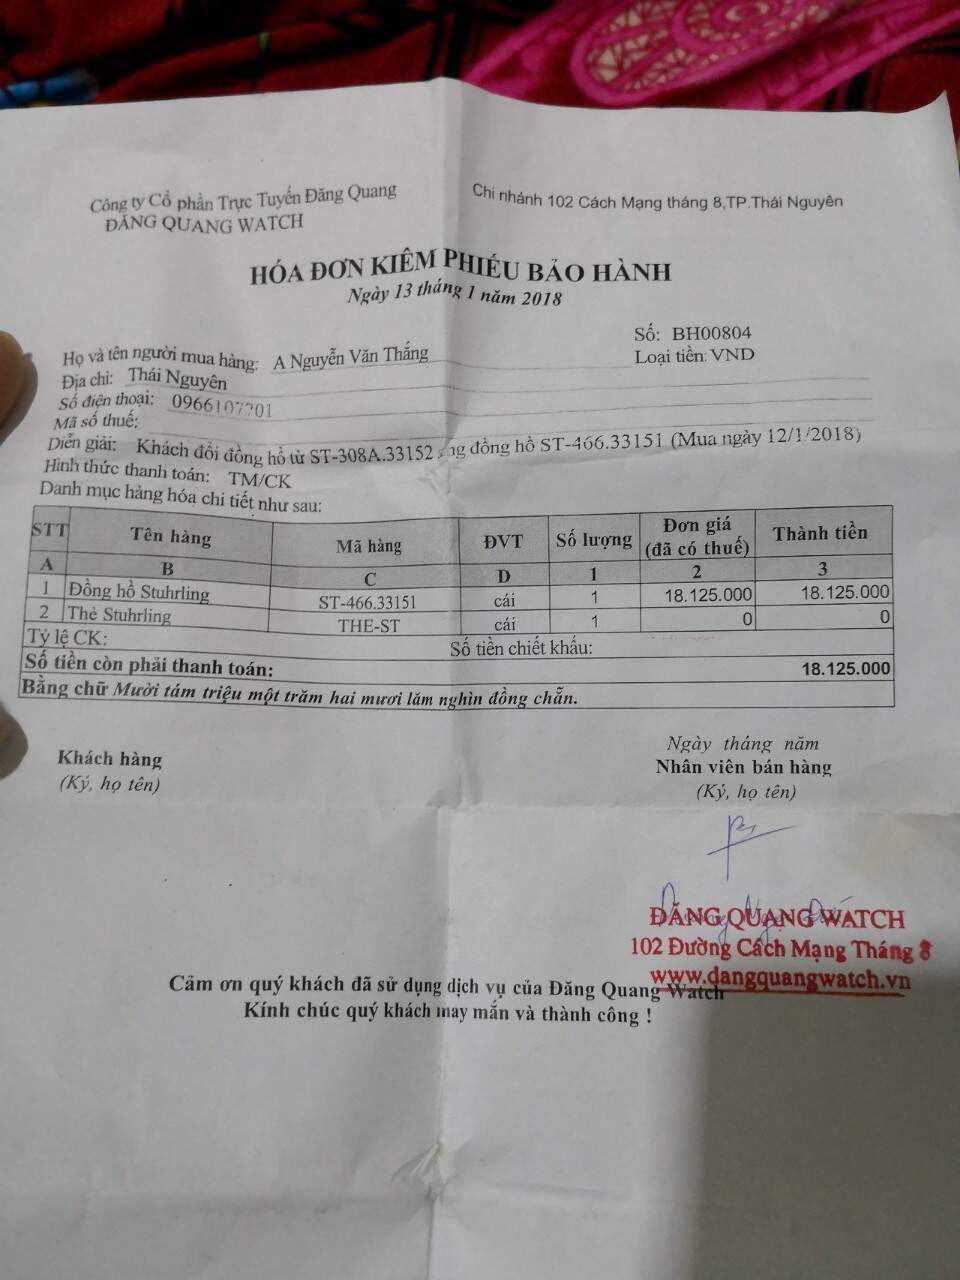 Công ty Cổ phần Trực Tuyến Đăng Quang
ĐĂNG QUANG WATCH
Chi nhánh 102 Cách Mạng tháng 8,TP.Thái Nguyên
HÓA ĐƠN KIÊM PHIẾU BẢO HÀNH
Ngày 13 tháng 1 năm 2018
Số: BH00804
Loại tiền: VND
Họ và tên người mua hàng: A Nguyễn Văn Thắng
Địa chỉ: Thái Nguyên
Số điện thoại:
Mã số thuế:
Diễn giải: Khách đổi đồng hồ từ ST-308A.33152 đồng hồ ST-466.33151 (Mua ngày 12/1/2018)
Hình thức thanh toán: TM/CK
Danh mục hàng hóa chi tiết như sau:
STT Tên hàng Mã hàng ĐVT Số lượng Đơn giá (đã có thuế) Thành tiền
A B C D 1 2 3
1 Đồng hồ Stuhrling ST-466.33151 cái 1 18.125.000 18.125.000
2 Thẻ Stuhrling THE-ST cái 1 0 0
Tỷ lệ CK: Số tiền chiết khấu:
Số tiền còn phải thanh toán: 18.125.000
Bằng chữ Mười tám triệu một trăm hai mươi lăm nghìn đồng chẵn.
Ngày tháng năm
Khách hàng Nhân viên bán hàng
(Ký, họ tên) (Ký, họ tên)
ĐĂNG QUANG WATCH
102 Đường Cách Mạng Tháng 8
www.dangquangwatch.vn
Cảm ơn quý khách đã sử dụng dịch vụ của Đăng Quang Watch
Kính chúc quý khách may mắn và thành công !